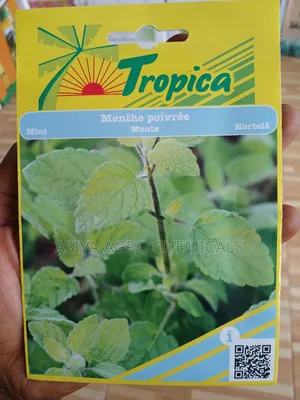 Tropica
Menthe poivrée
Mint Menta Hortelã
ASIVA AGRO CHEMICALS
i